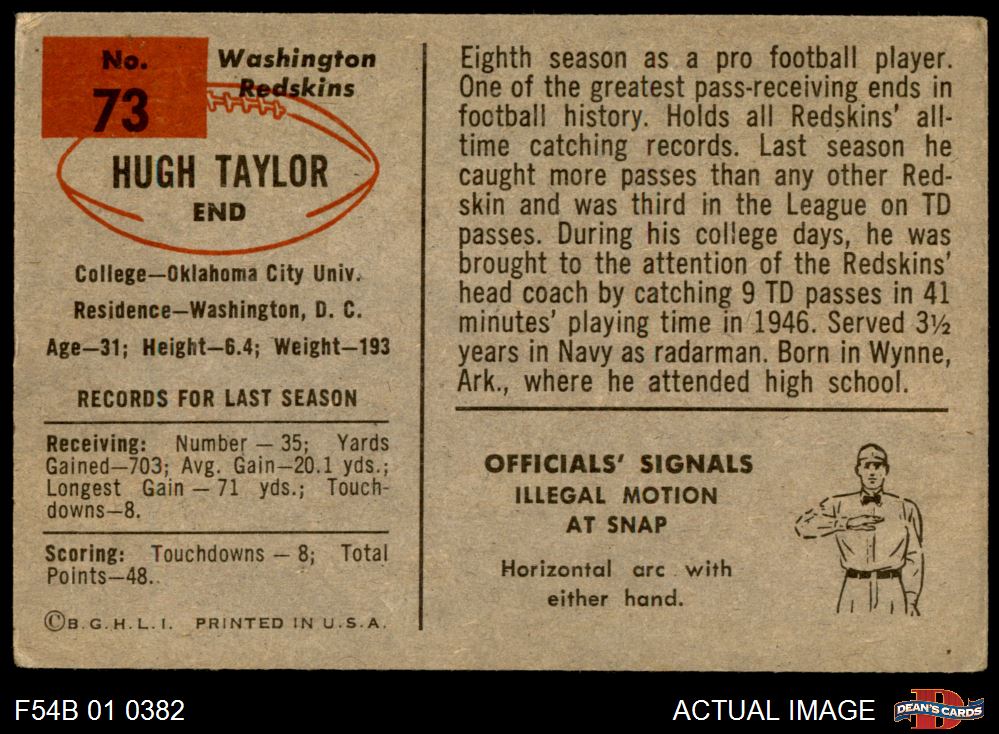 No.
73
Washington
Redskins
HUGH TAYLOR
END
College—Oklahoma City Univ.
Residence—Washington, D. C.
Age—31; Height—6.4; Weight—193
RECORDS FOR LAST SEASON
Receiving: Number — 35; Yards
Gained—703; Avg. Gain—20.1 yds.;
Longest Gain — 71 yds.; Touch-
downs—8.
Scoring: Touchdowns — 8; Total
Points—48.
©B. G. H. L. I. PRINTED IN U. S. A.
Eighth season as a pro football player.
One of the greatest pass-receiving ends in
football history. Holds all Redskins' all-
time catching records. Last season he
caught more passes than any other Red-
skin and was third in the League on TD
passes. During his college days, he was
brought to the attention of the Redskins'
head coach by catching 9 TD passes in 41
minutes' playing time in 1946. Served 3½
years in Navy as radarman. Born in Wynne,
Ark., where he attended high school.
OFFICIALS' SIGNALS
ILLEGAL MOTION
AT SNAP
Horizontal arc with
either hand.
F54B 01 0382
ACTUAL IMAGE
DEAN'S CARDS